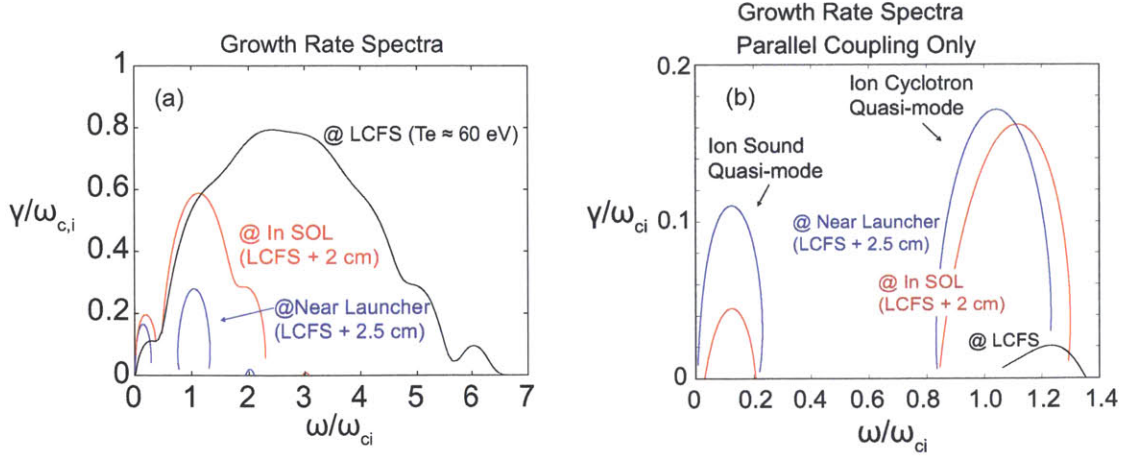 Growth Rate Spectra
(a)
@ LCFS (Te ≈ 60 eV)
@ In SOL
(LCFS + 2 cm)
@Near Launcher
(LCFS + 2.5 cm)
γ/ω_c,i
1
0.8
0.6
0.4
0.2
0
0 1 2 3 4 5 6 7
ω/ω_ci
Growth Rate Spectra
Parallel Coupling Only
(b)
Ion Cyclotron
Quasi-mode
Ion Sound
Quasi-mode
@ Near Launcher
(LCFS + 2.5 cm)
@ In SOL
(LCFS + 2 cm)
@ LCFS
γ/ω_ci
0.2
0.1
0
0 0.2 0.4 0.6 0.8 1.0 1.2 1.4
ω/ω_ci